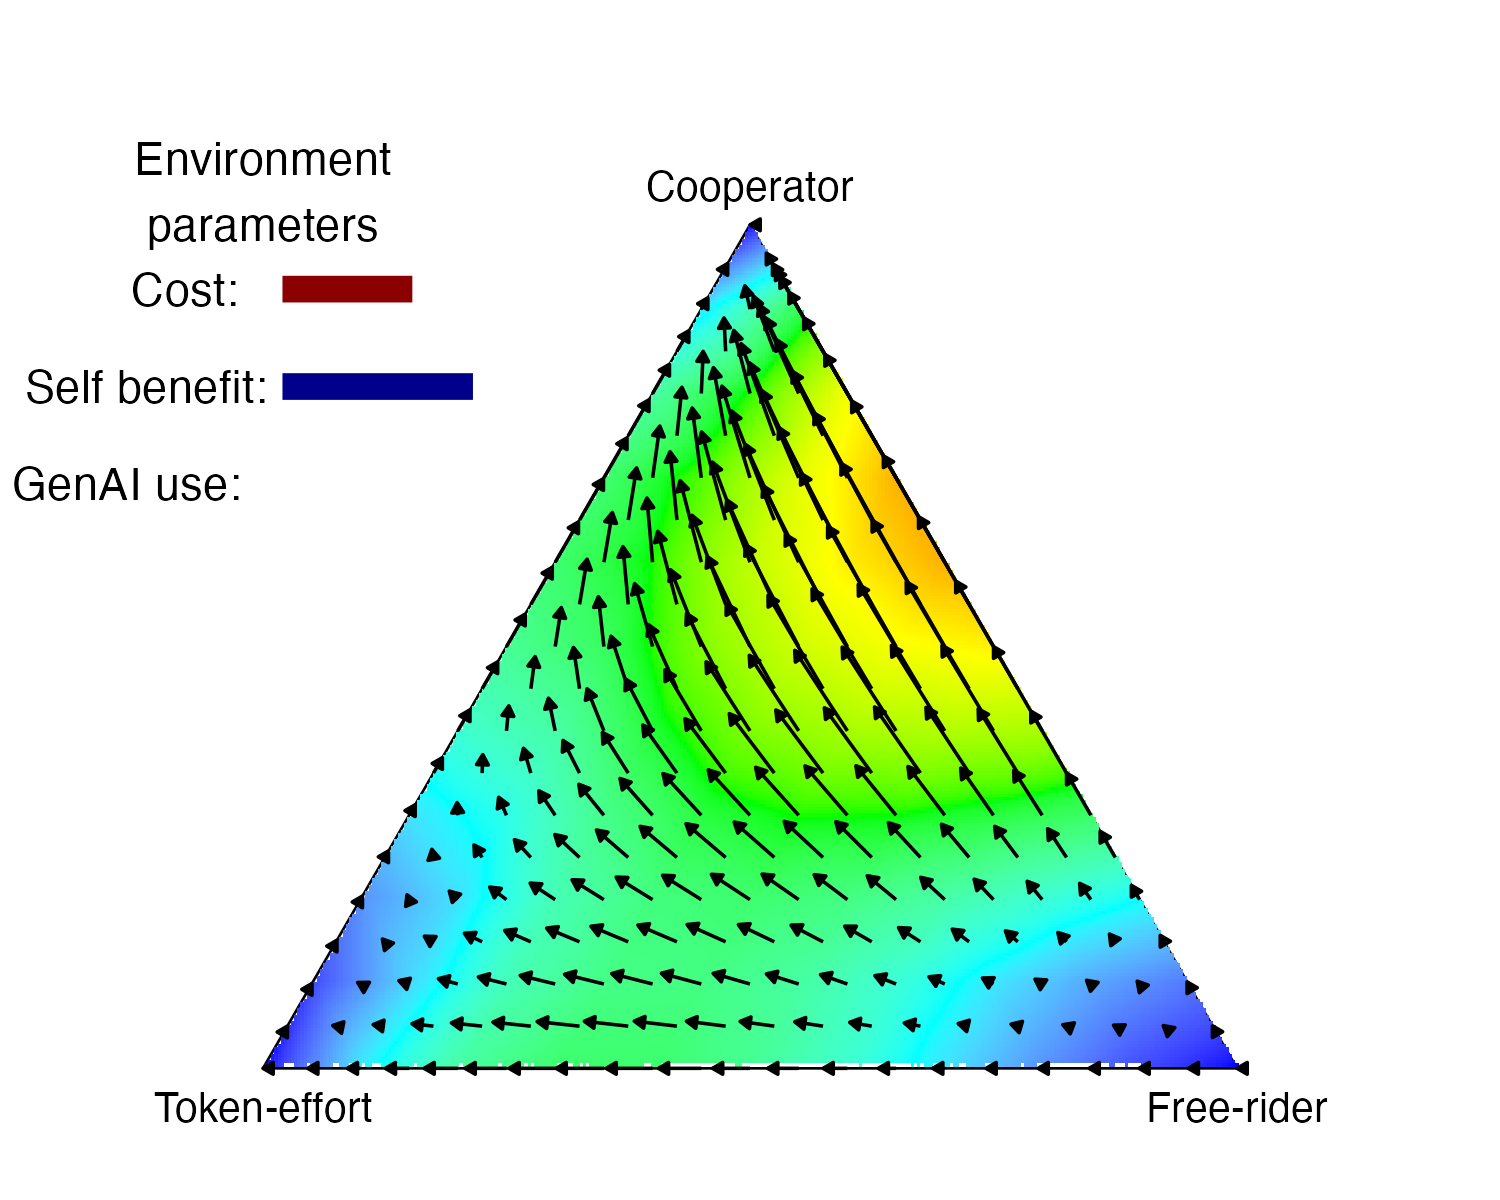 Environment
parameters
Cost:
Self benefit:
GenAI use:
Cooperator
Token-effort
Free-rider